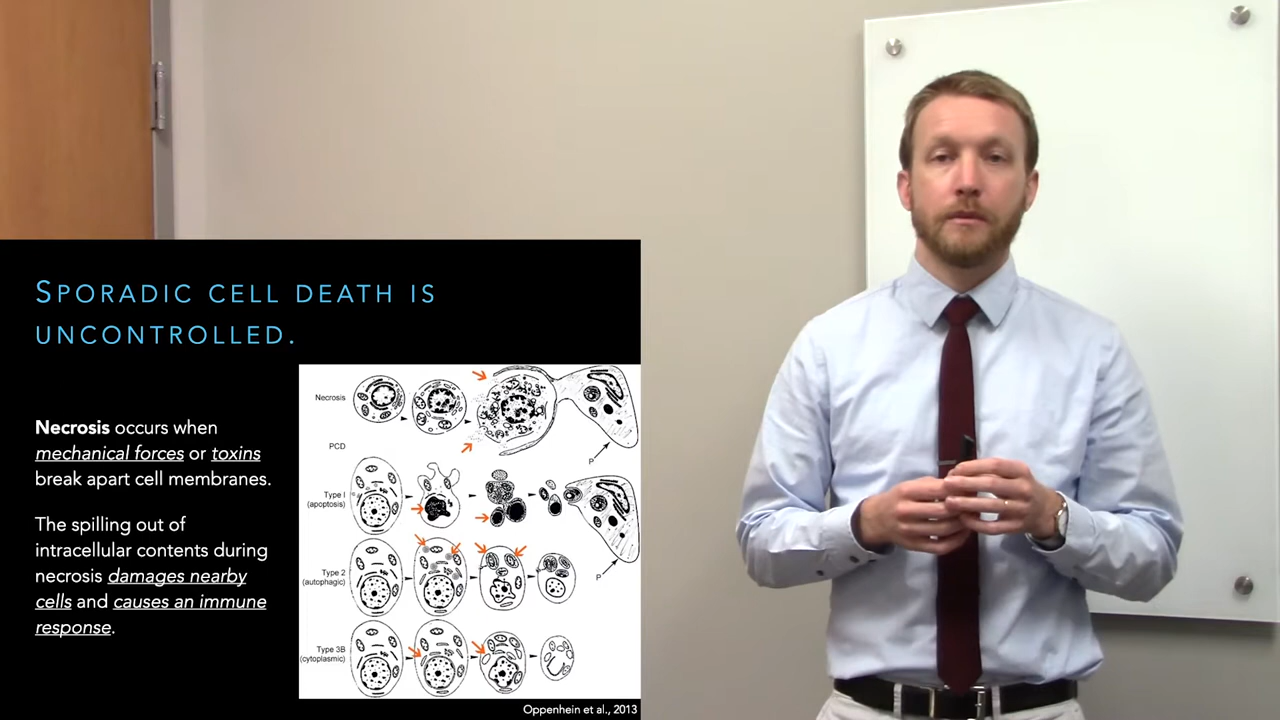 SPORADIC CELL DEATH IS
UNCONTROLLED.
Necrosis occurs when
mechanical forces or toxins
break apart cell membranes.
The spilling out of
intracellular contents during
necrosis damages nearby
cells and causes an immune
response.
Necrosis
P
PCD
Type I
(apoptosis)
P
Type 2
(autophagic)
Type 3B
(cytoplasmic)
Oppenhein et al., 2013